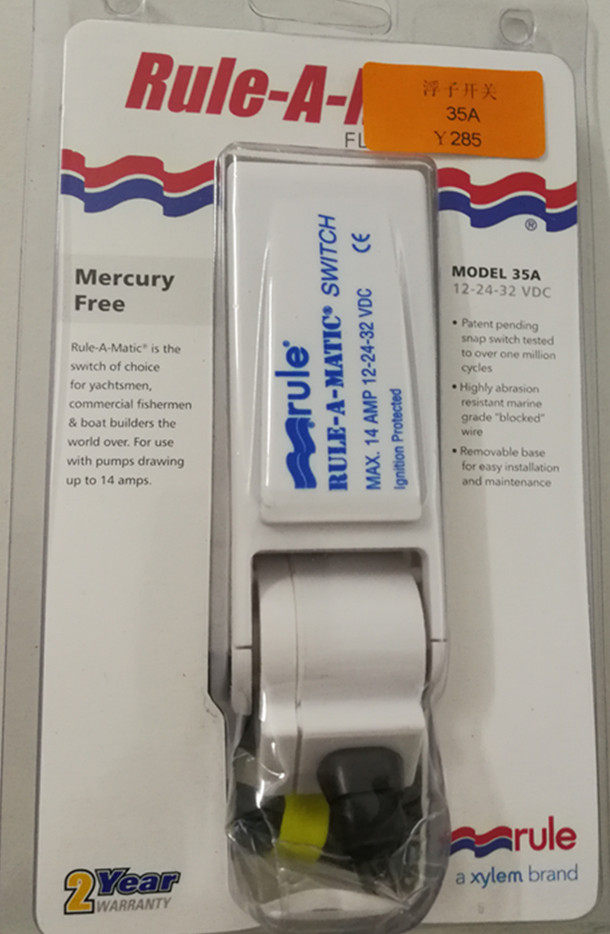 Rule-A-
浮子开关
35A
Y 285
FL
®
Mercury
Free
Rule-A-Matic® is the
switch of choice
for yachtsmen,
commercial fishermen
& boat builders the
world over. For use
with pumps drawing
up to 14 amps.
rule®
RULE-A-MATIC® SWITCH
MAX. 14 AMP 12-24-32 VDC CE
Ignition Protected
MODEL 35A
12-24-32 VDC
• Patent pending
snap switch tested
to over one million
cycles
• Highly abrasion
resistant marine
grade "blocked"
wire
• Removable base
for easy installation
and maintenance
2 Year
WARRANTY
rule
a xylem brand